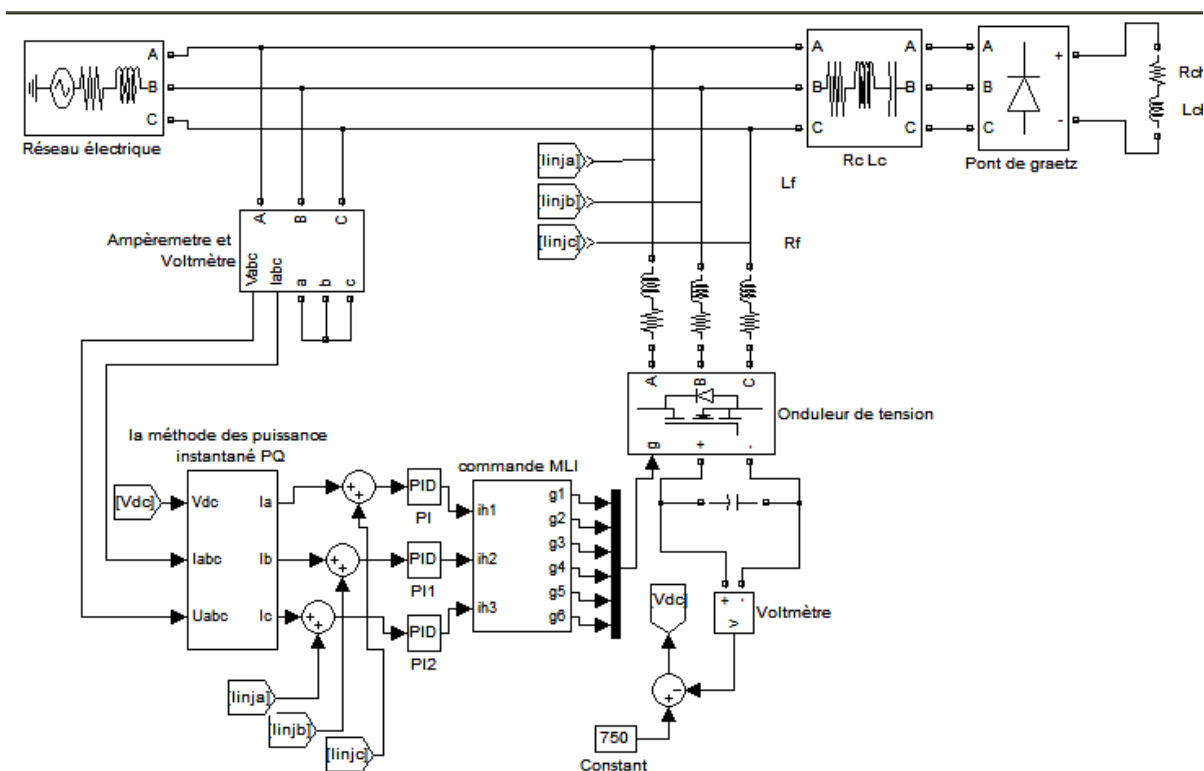 A
B
C
Réseau électrique
A
B
C
A
B
C
Rc Lc
A
B
C
+
-
Pont de graetz
Rch
[Iinja]
[Iinjb]
[Iinjc]
Lf
Rf
A
B
C
Ampèremetre et
Voltmètre
Vabc
Iabc
a
b
c
A
B
C
g
+
-
Onduleur de tension
la méthode des puissance
instantané PQ
[Vdc]
Vdc
Iabc
Uabc
Ia
Ib
Ic
+
+
+
+
+
+
PID
PI
PID
PI1
PID
PI2
commande MLI
ih1
ih2
ih3
g1
g2
g3
g4
g5
g6
[Iinja]
[Iinjb]
[Iinjc]
[Vdc]
+
-
v
Voltmètre
+
−
750
Constant